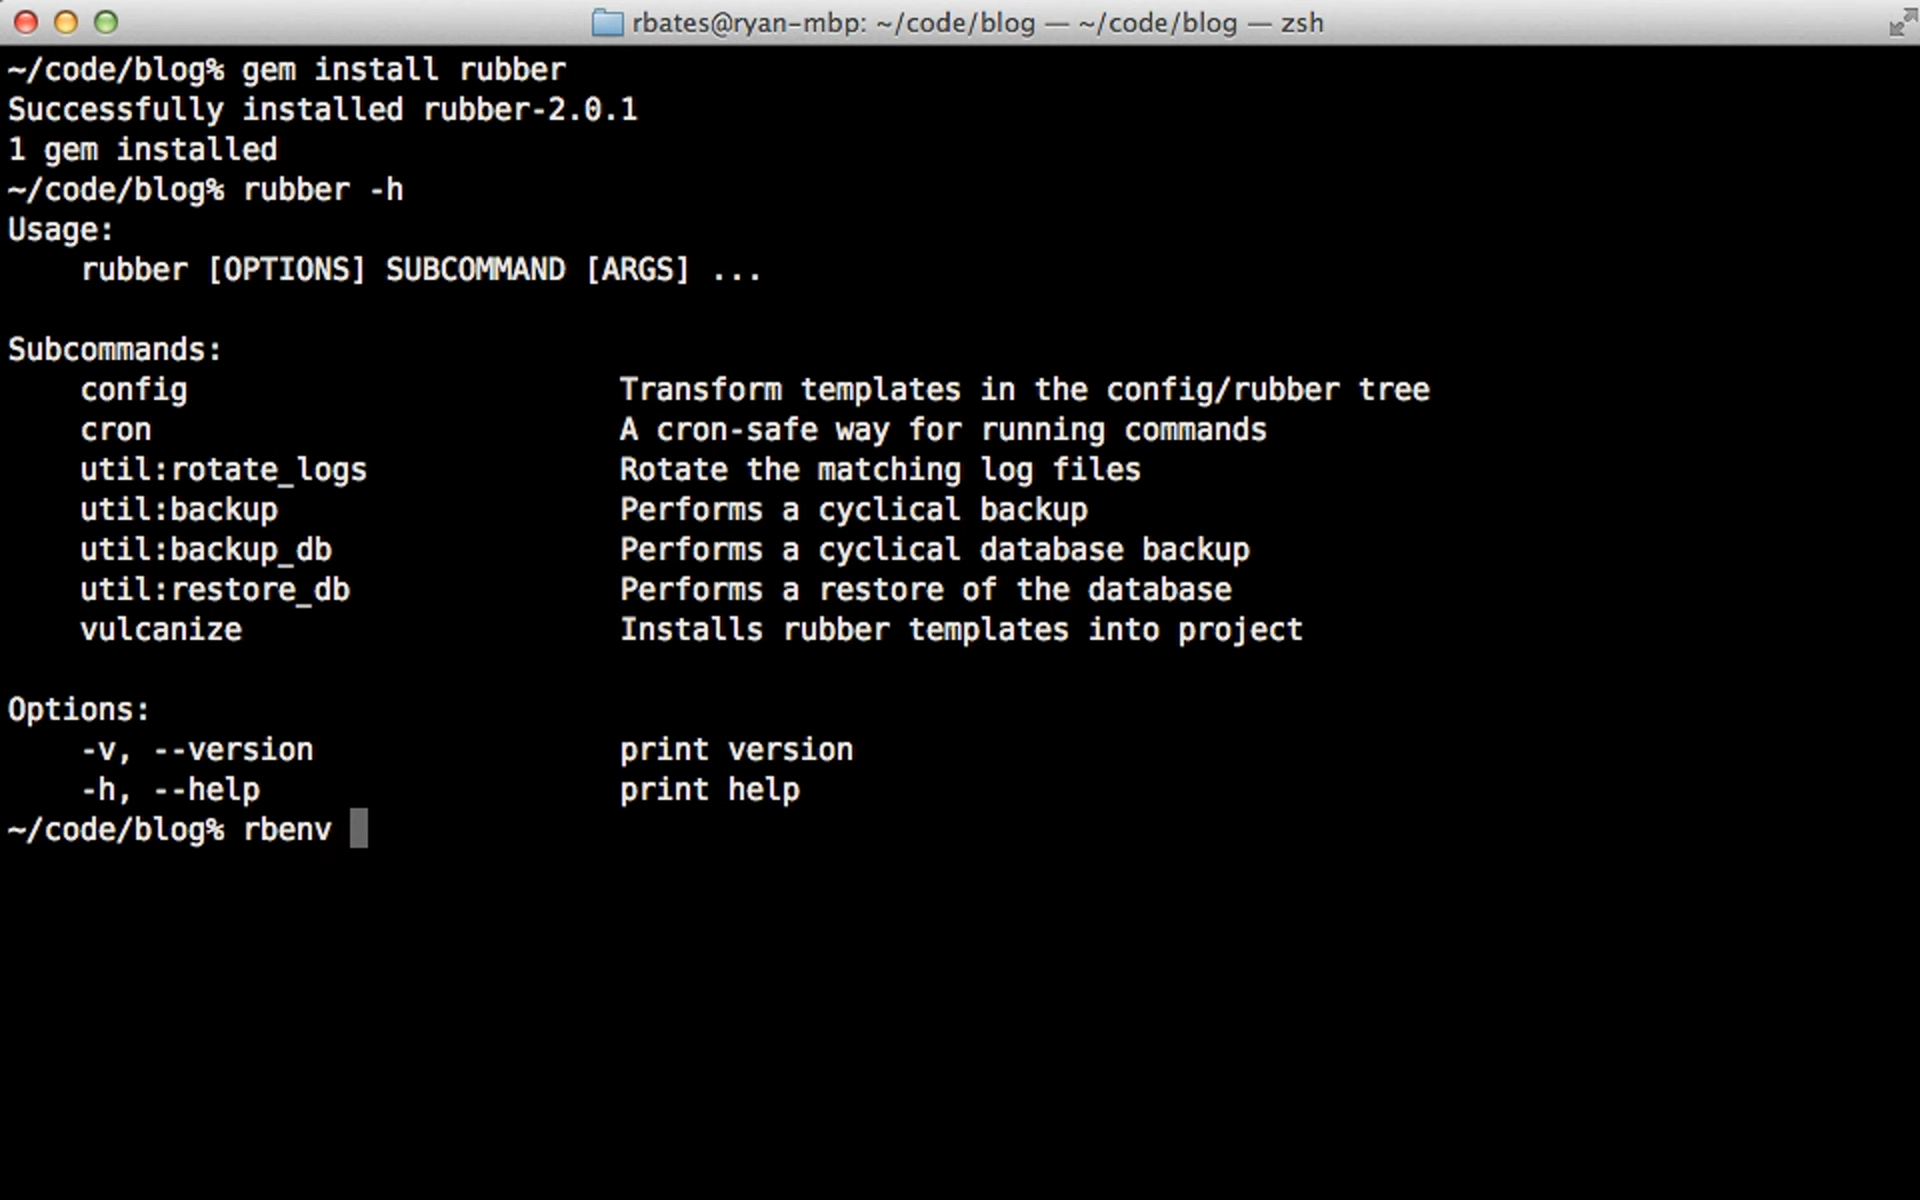 rbates@ryan-mbp: ~/code/blog — ~/code/blog — zsh
~/code/blog% gem install rubber
Successfully installed rubber-2.0.1
1 gem installed
~/code/blog% rubber -h
Usage:
    rubber [OPTIONS] SUBCOMMAND [ARGS] ...

Subcommands:
    config                        Transform templates in the config/rubber tree
    cron                          A cron-safe way for running commands
    util:rotate_logs              Rotate the matching log files
    util:backup                   Performs a cyclical backup
    util:backup_db                Performs a cyclical database backup
    util:restore_db               Performs a restore of the database
    vulcanize                     Installs rubber templates into project

Options:
    -v, --version                 print version
    -h, --help                    print help
~/code/blog% rbenv